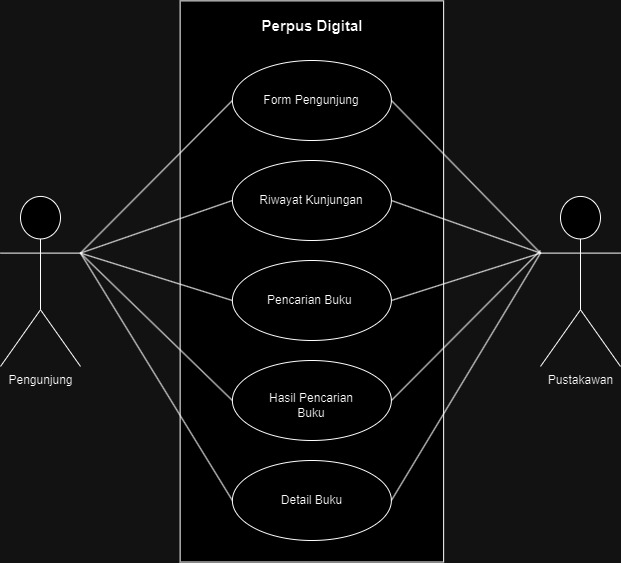 Perpus Digital
Form Pengunjung
Riwayat Kunjungan
Pencarian Buku
Hasil Pencarian
Buku
Detail Buku
Pengunjung
Pustakawan